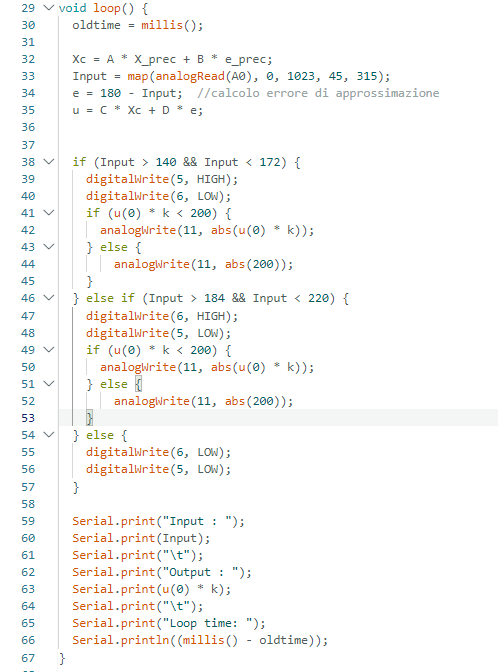 29 void loop() {
30   oldtime = millis();
31
32   Xc = A * X_prec + B * e_prec;
33   Input = map(analogRead(A0), 0, 1023, 45, 315);
34   e = 180 - Input;  //calcolo errore di approssimazione
35   u = C * Xc + D * e;
36
37
38   if (Input > 140 && Input < 172) {
39     digitalWrite(5, HIGH);
40     digitalWrite(6, LOW);
41     if (u(0) * k < 200) {
42       analogWrite(11, abs(u(0) * k));
43     } else {
44         analogWrite(11, abs(200));
45     }
46   } else if (Input > 184 && Input < 220) {
47     digitalWrite(6, HIGH);
48     digitalWrite(5, LOW);
49     if (u(0) * k < 200) {
50       analogWrite(11, abs(u(0) * k));
51     } else {
52         analogWrite(11, abs(200));
53     }
54   } else {
55     digitalWrite(6, LOW);
56     digitalWrite(5, LOW);
57   }
58
59   Serial.print("Input : ");
60   Serial.print(Input);
61   Serial.print("\t");
62   Serial.print("Output : ");
63   Serial.print(u(0) * k);
64   Serial.print("\t");
65   Serial.print("Loop time: ");
66   Serial.println((millis() - oldtime));
67 }